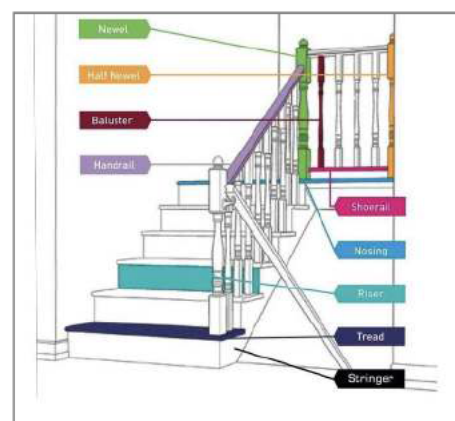 Newel
Half Newel
Baluster
Handrail
Shoerail
Nosing
Riser
Tread
Stringer